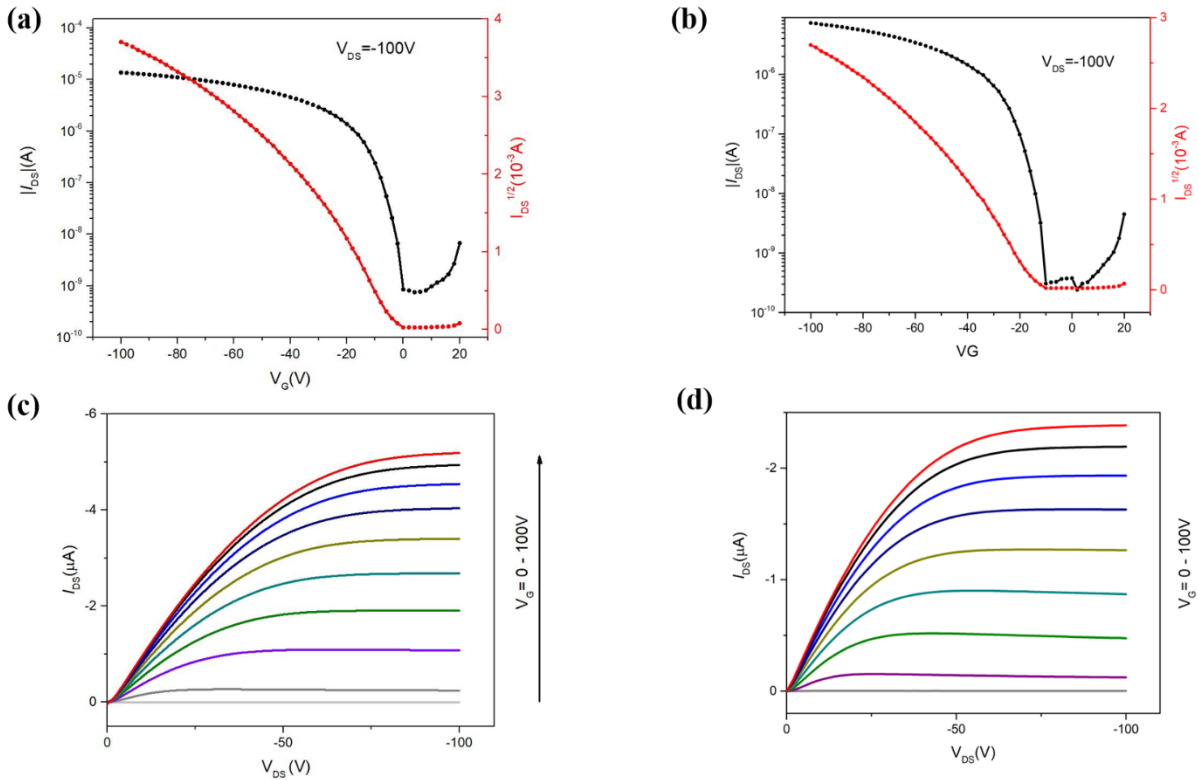 (a)
V_DS=-100V
|I_DS|(A)
10⁻⁴
10⁻⁵
10⁻⁶
10⁻⁷
10⁻⁸
10⁻⁹
10⁻¹⁰
-100 -80 -60 -40 -20 0 20
V_G(V)
4
3
2
1
0
I_DS^1/2(10⁻³A)
(b)
V_DS=-100V
|I_DS|(A)
10⁻⁶
10⁻⁷
10⁻⁸
10⁻⁹
10⁻¹⁰
-100 -80 -60 -40 -20 0 20
VG
3
2
1
0
I_DS^1/2(10⁻³A)
(c)
I_DS(μA)
-6
-4
-2
0
0 -50 -100
V_DS(V)
V_G= 0 - 100V
(d)
I_DS(μA)
-2
-1
0
0 -50 -100
V_DS(V)
V_G= 0 - 100V